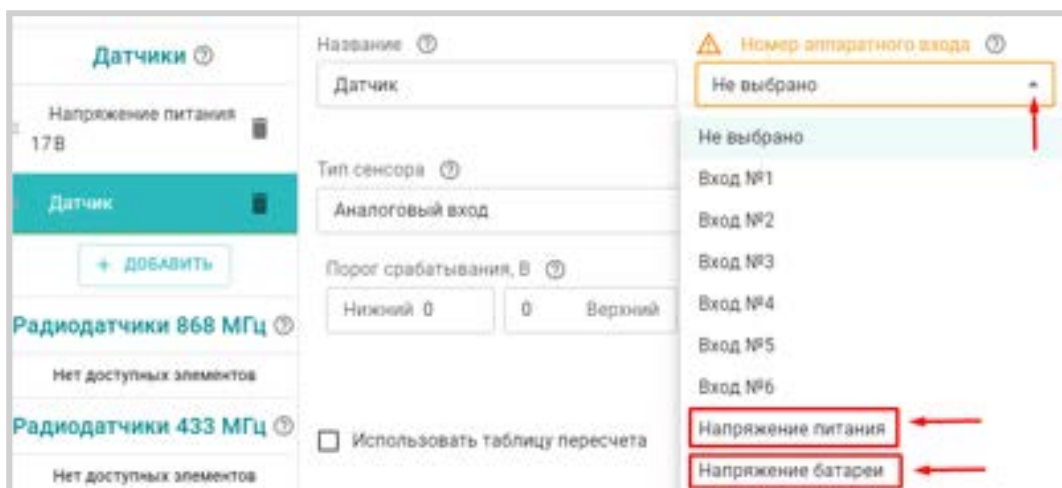 Датчики
Напряжение питания
17В
Датчик
+ ДОБАВИТЬ
Радиодатчики 868 МГц
Нет доступных элементов
Радиодатчики 433 МГц
Нет доступных элементов
Название
Датчик
Тип сенсора
Аналоговый вход
Порог срабатывания, В
Нижний 0
0 Верхний
Использовать таблицу пересчета
Номер аппаратного входа
Не выбрано
Не выбрано
Вход №1
Вход №2
Вход №3
Вход №4
Вход №5
Вход №6
Напряжение питания
Напряжение батареи